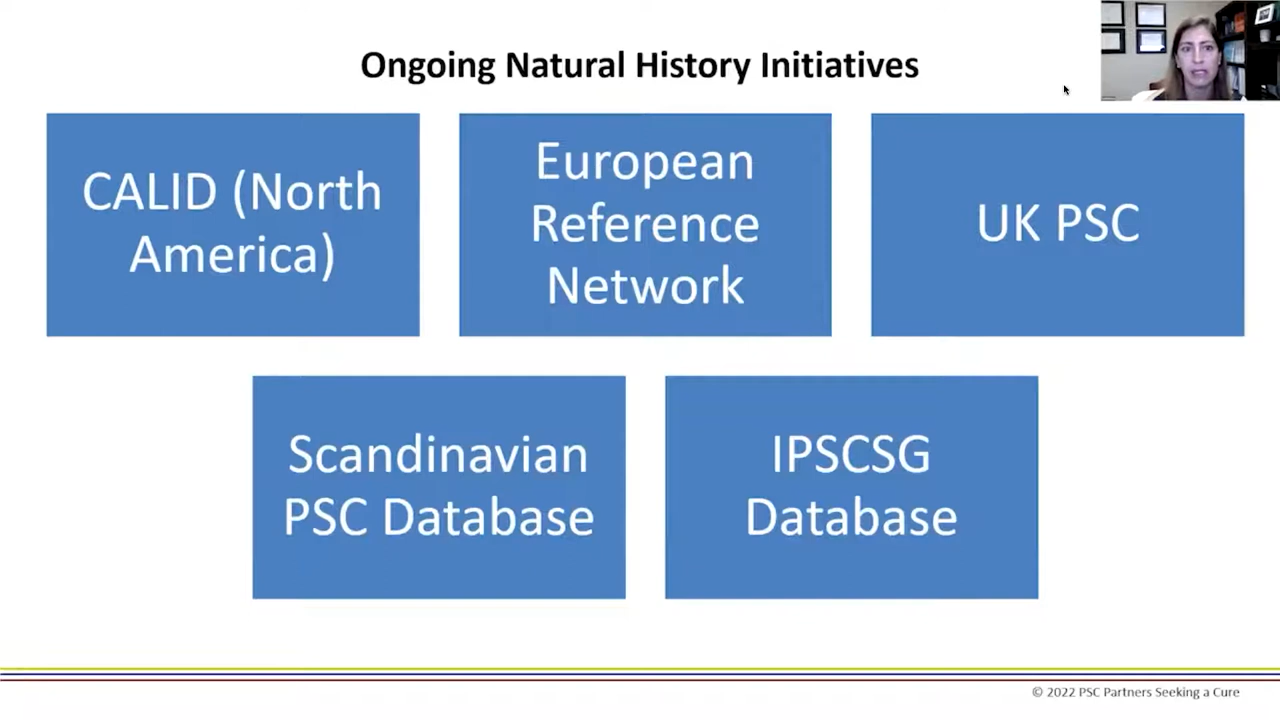 Ongoing Natural History Initiatives
CALID (North
America)
European
Reference
Network
UK PSC
Scandinavian
PSC Database
IPSCSG
Database
© 2022 PSC Partners Seeking a Cure